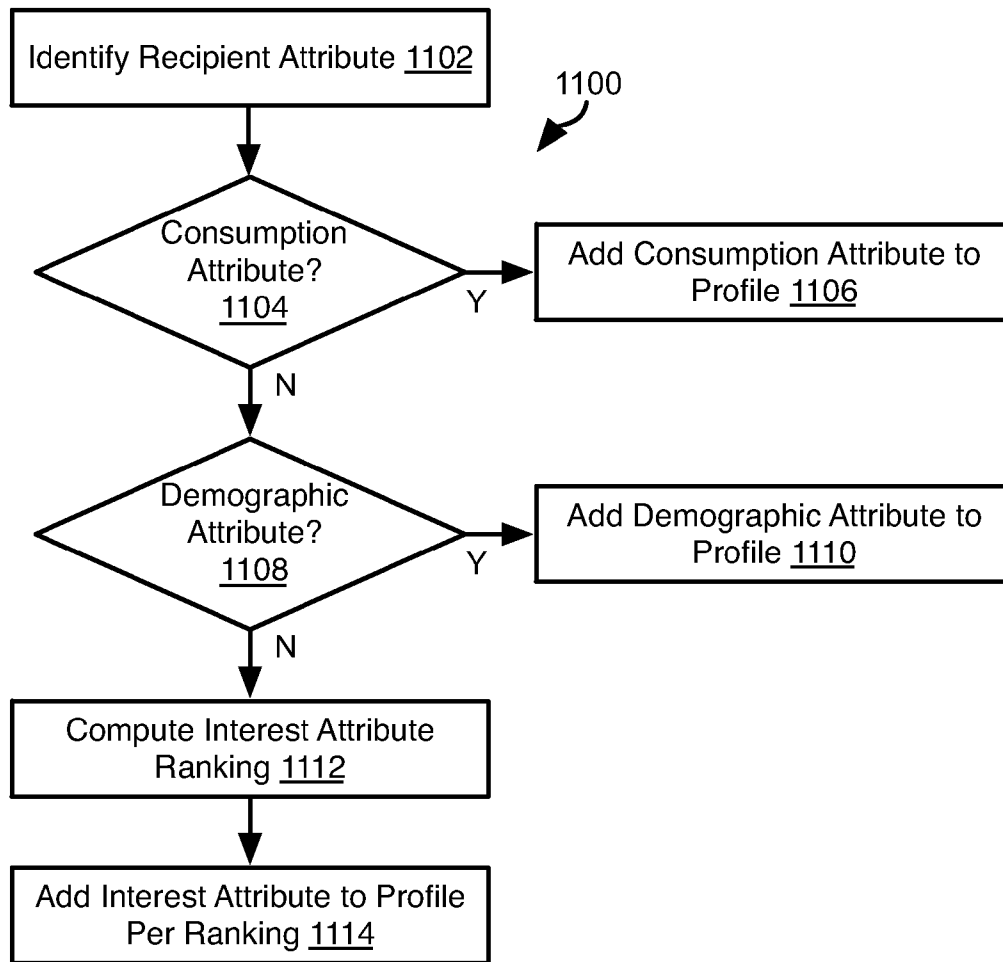 Identify Recipient Attribute 1102
1100
Consumption
Attribute?
1104
Y
Add Consumption Attribute to
Profile 1106
N
Demographic
Attribute?
1108
Y
Add Demographic Attribute to
Profile 1110
N
Compute Interest Attribute
Ranking 1112
Add Interest Attribute to Profile
Per Ranking 1114